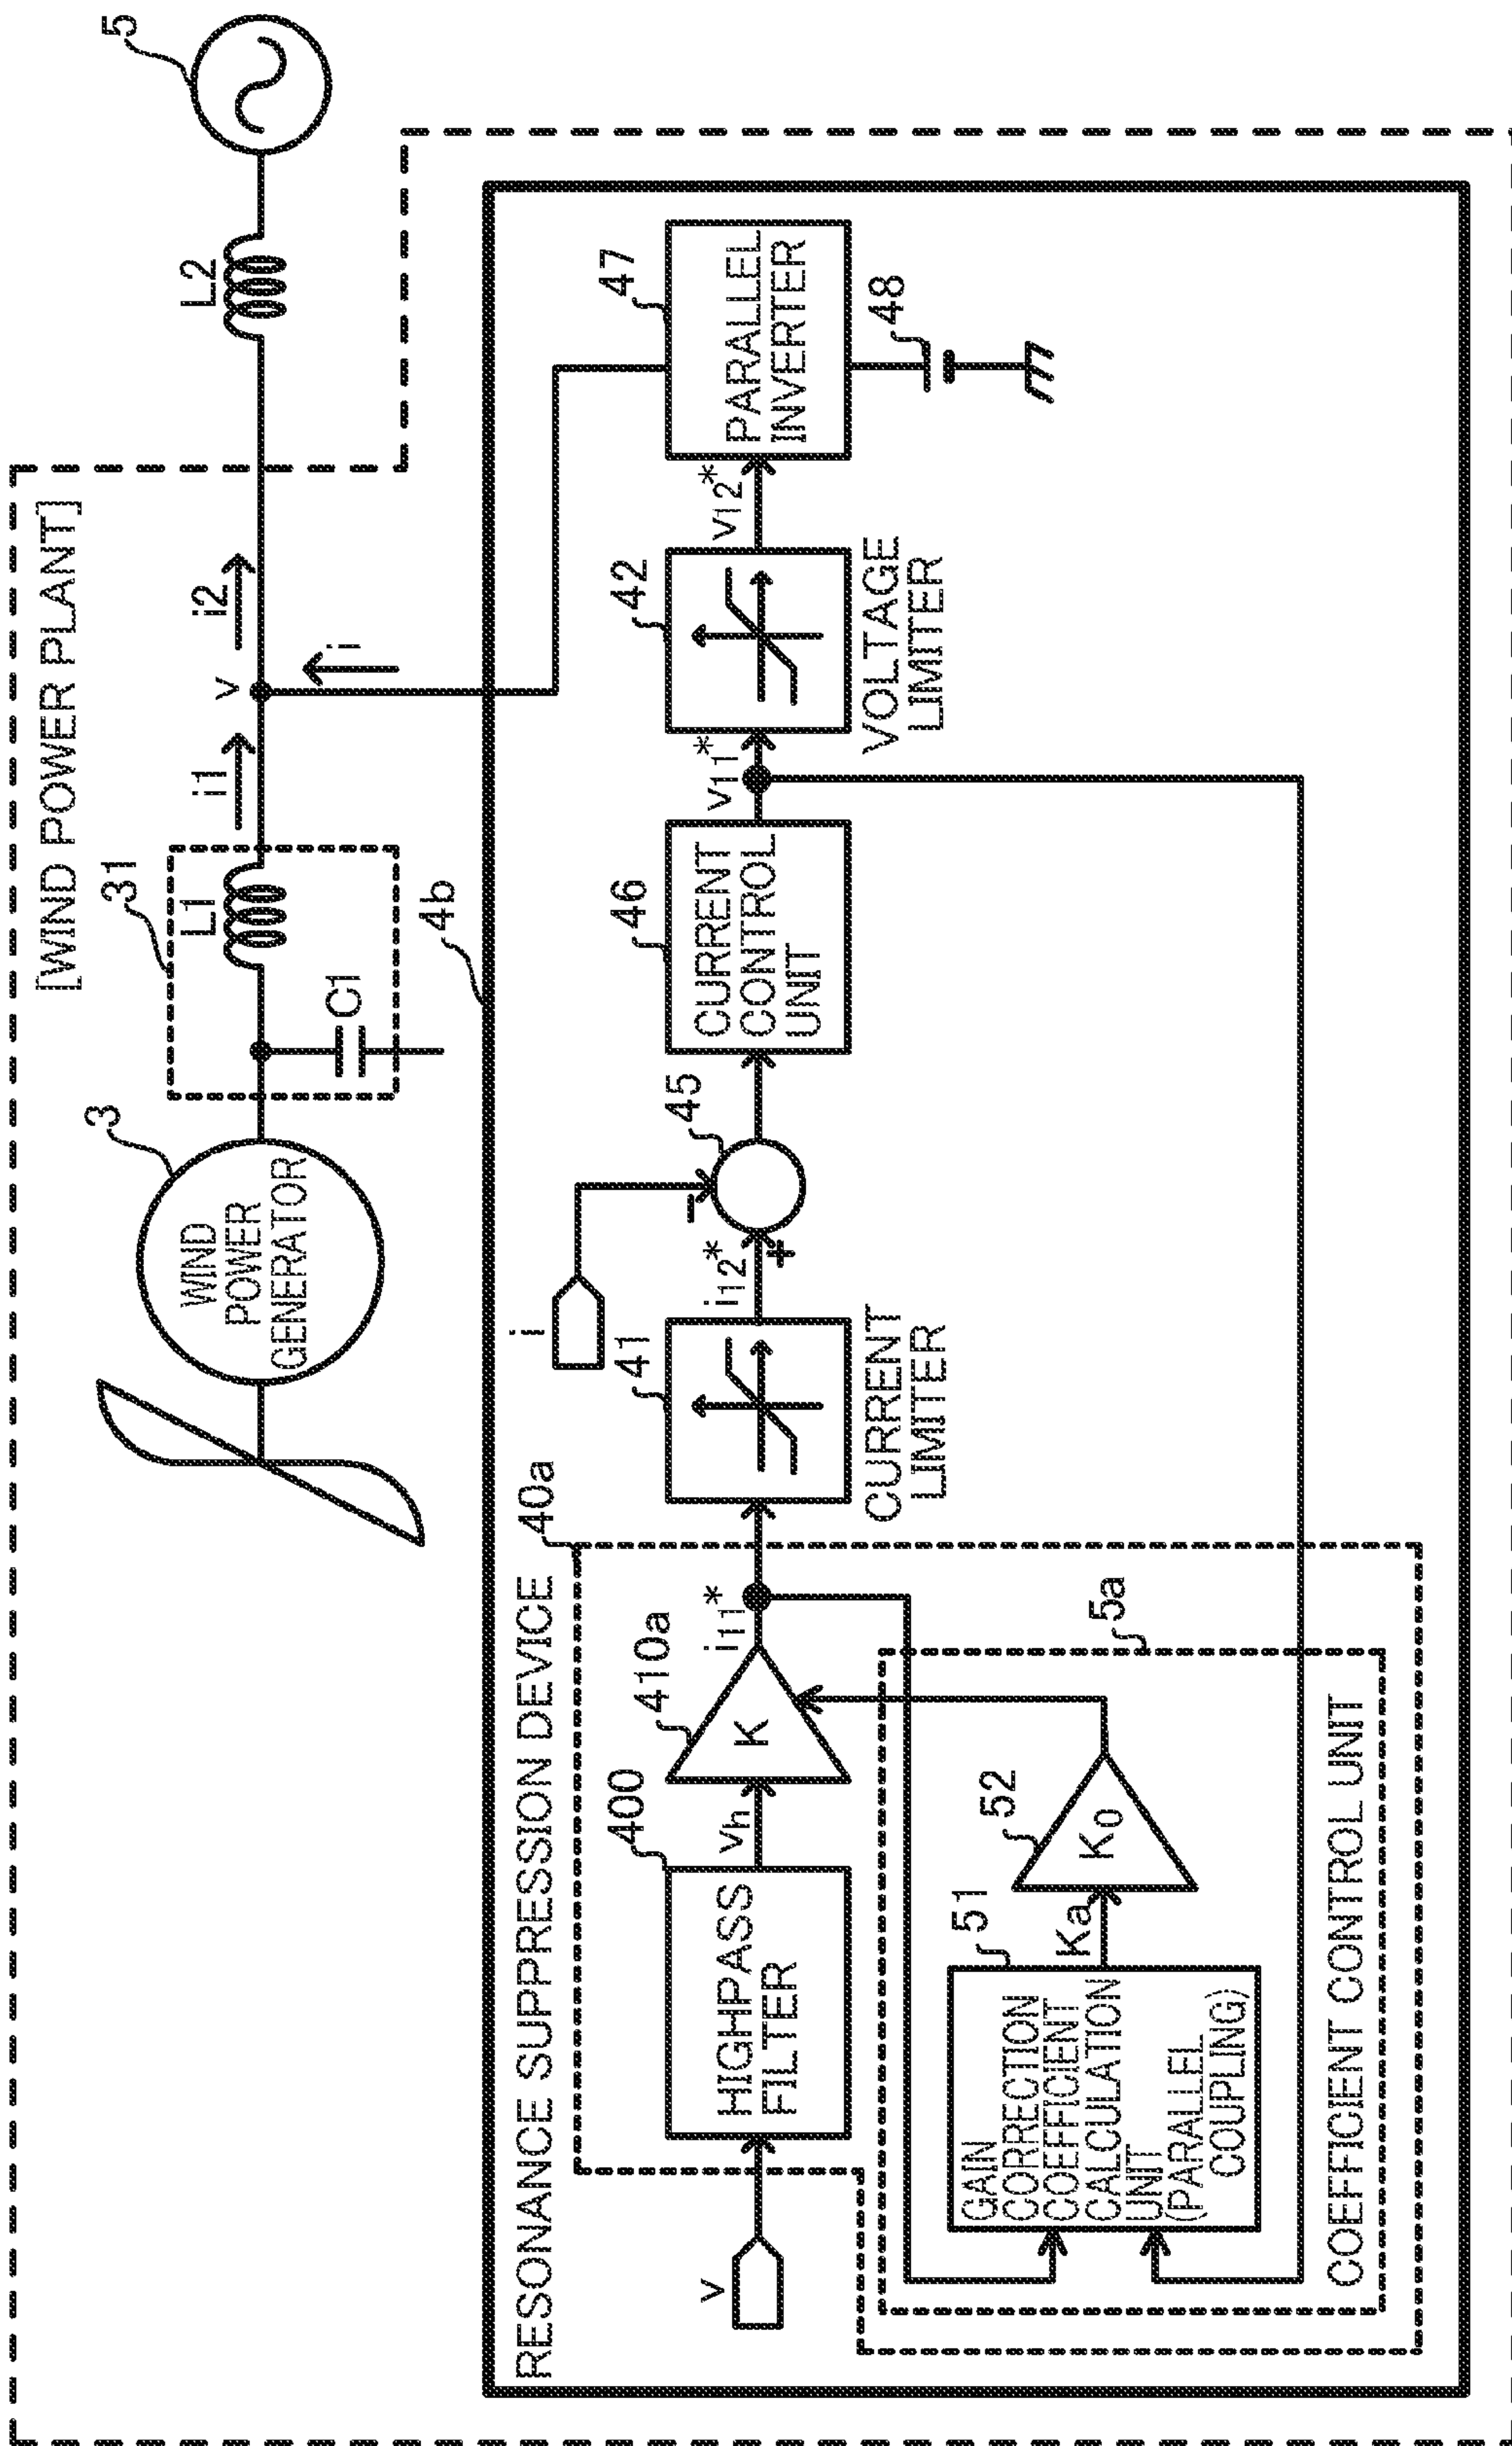 [WIND POWER PLANT]
3
WIND
POWER
GENERATOR
31
L1
C1
i1
v
i2
i
L2
5
4b
RESONANCE SUPPRESSION DEVICE
40a
v
400
HIGHPASS
FILTER
vh
410a
K
i11*
41
CURRENT
LIMITER
i12*
i
+
-
45
46
CURRENT
CONTROL
UNIT
v11*
42
VOLTAGE
LIMITER
v12*
47
PARALLEL
INVERTER
48
51
GAIN
CORRECTION
COEFFICIENT
CALCULATION
UNIT
(PARALLEL
COUPLING)
Ka
52
K0
5a
COEFFICIENT CONTROL UNIT